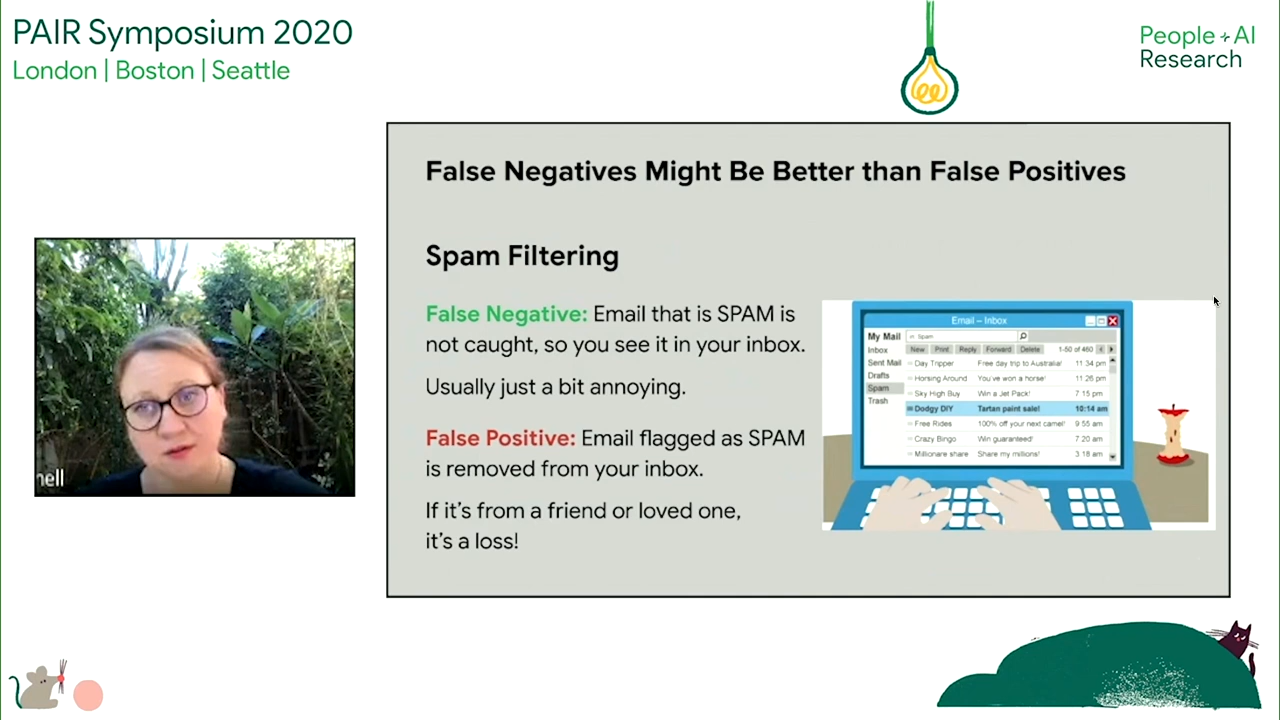 PAIR Symposium 2020
London | Boston | Seattle
People + AI
Research
False Negatives Might Be Better than False Positives
Spam Filtering
False Negative: Email that is SPAM is
not caught, so you see it in your inbox.
Usually just a bit annoying.
False Positive: Email flagged as SPAM
is removed from your inbox.
If it's from a friend or loved one,
it's a loss!
Email – Inbox
My Mail in: Spam
Inbox New Print Reply Forward Delete 1-50 of 460
Sent Mail Day Tripper Free day trip to Australia! 11:34 pm
Drafts Horsing Around You've won a horse! 11:26 pm
Spam Sky High Buy Win a Jet Pack! 7:15 pm
Trash Dodgy DIY Tartan paint sale! 10:14 am
Free Rides 100% off your next camel! 9:55 am
Crazy Bingo Win guaranteed! 7:20 am
Millionaire share Share my millions! 3:18 am
nell